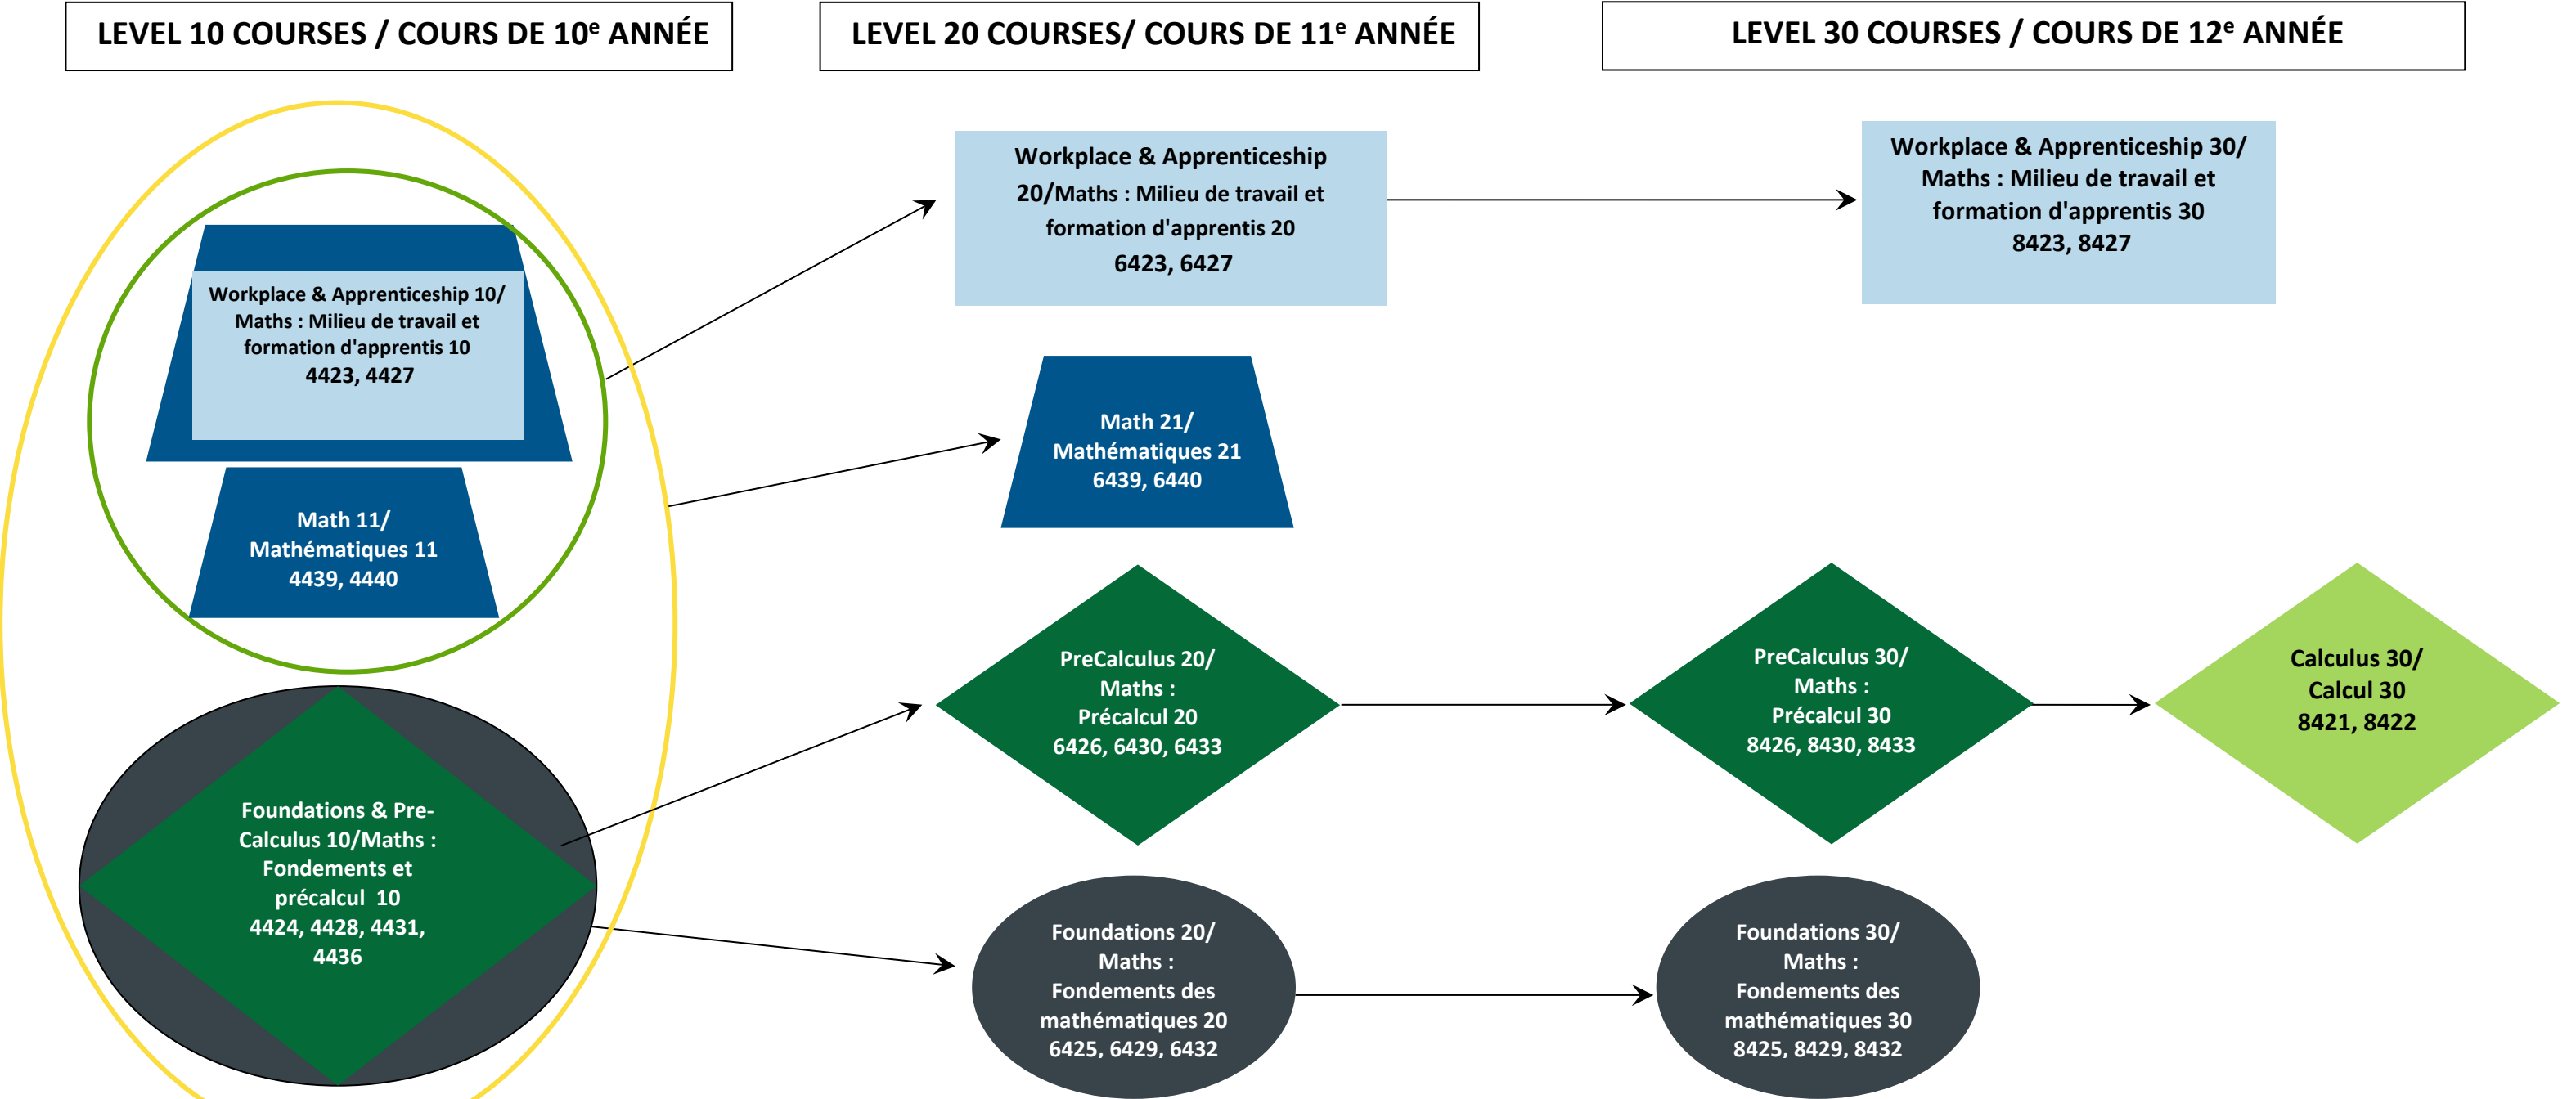 LEVEL 10 COURSES / COURS DE 10e ANNÉE
LEVEL 20 COURSES/ COURS DE 11e ANNÉE
LEVEL 30 COURSES / COURS DE 12e ANNÉE
Workplace & Apprenticeship 10/
Maths : Milieu de travail et
formation d'apprentis 10
4423, 4427
Math 11/
Mathématiques 11
4439, 4440
Foundations & Pre-
Calculus 10/Maths :
Fondements et
précalcul 10
4424, 4428, 4431,
4436
Workplace & Apprenticeship
20/Maths : Milieu de travail et
formation d'apprentis 20
6423, 6427
Math 21/
Mathématiques 21
6439, 6440
PreCalculus 20/
Maths :
Précalcul 20
6426, 6430, 6433
Foundations 20/
Maths :
Fondements des
mathématiques 20
6425, 6429, 6432
Workplace & Apprenticeship 30/
Maths : Milieu de travail et
formation d'apprentis 30
8423, 8427
PreCalculus 30/
Maths :
Précalcul 30
8426, 8430, 8433
Calculus 30/
Calcul 30
8421, 8422
Foundations 30/
Maths :
Fondements des
mathématiques 30
8425, 8429, 8432